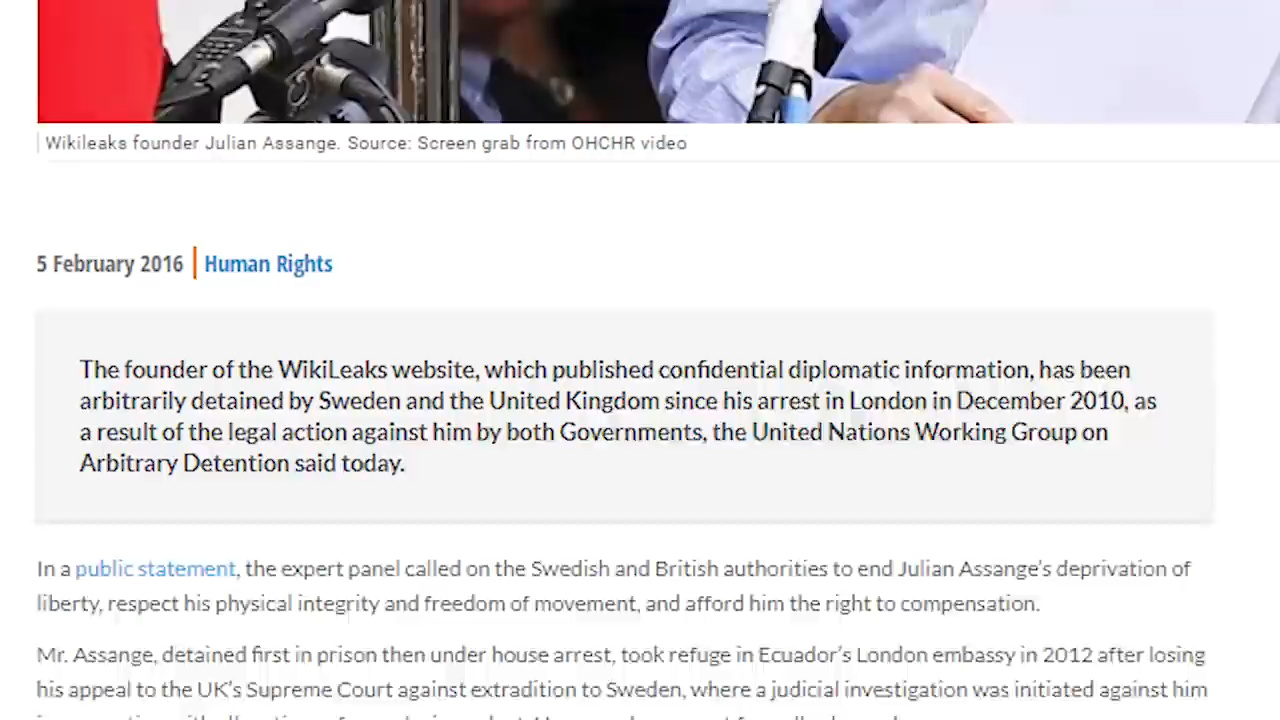 Wikileaks founder Julian Assange. Source: Screen grab from OHCHR video
5 February 2016 Human Rights
The founder of the WikiLeaks website, which published confidential diplomatic information, has been
arbitrarily detained by Sweden and the United Kingdom since his arrest in London in December 2010, as
a result of the legal action against him by both Governments, the United Nations Working Group on
Arbitrary Detention said today.
In a public statement, the expert panel called on the Swedish and British authorities to end Julian Assange's deprivation of
liberty, respect his physical integrity and freedom of movement, and afford him the right to compensation.
Mr. Assange, detained first in prison then under house arrest, took refuge in Ecuador's London embassy in 2012 after losing
his appeal to the UK's Supreme Court against extradition to Sweden, where a judicial investigation was initiated against him